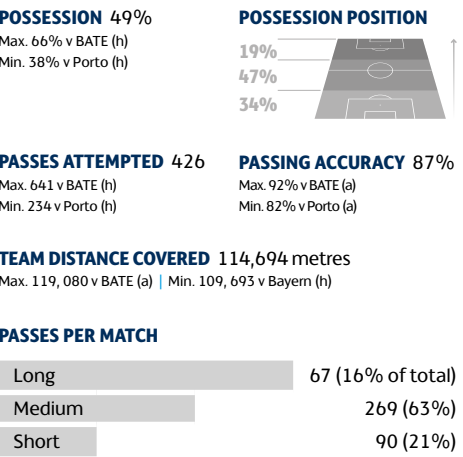 POSSESSION 49%
Max. 66% v BATE (h)
Min. 38% v Porto (h)
POSSESSION POSITION
19%
47%
34%
PASSES ATTEMPTED 426
Max. 641 v BATE (h)
Min. 234 v Porto (h)
PASSING ACCURACY 87%
Max. 92% v BATE (a)
Min. 82% v Porto (a)
TEAM DISTANCE COVERED 114,694 metres
Max. 119, 080 v BATE (a) | Min. 109, 693 v Bayern (h)
PASSES PER MATCH
Long 67 (16% of total)
Medium 269 (63%)
Short 90 (21%)